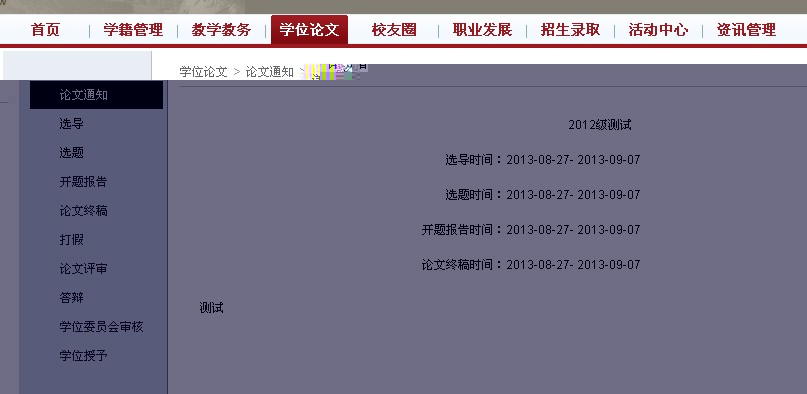 首页 学籍管理 教学教务 学位论文 校友圈 职业发展 招生录取 活动中心 资讯管理
学位论文 > 论文通知 >
论文通知
选导
选题
开题报告
论文终稿
打假
论文评审
答辩
学位委员会审核
学位授予
2012级测试
选导时间：2013-08-27- 2013-09-07
选题时间：2013-08-27- 2013-09-07
开题报告时间：2013-08-27- 2013-09-07
论文终稿时间：2013-08-27- 2013-09-07
测试